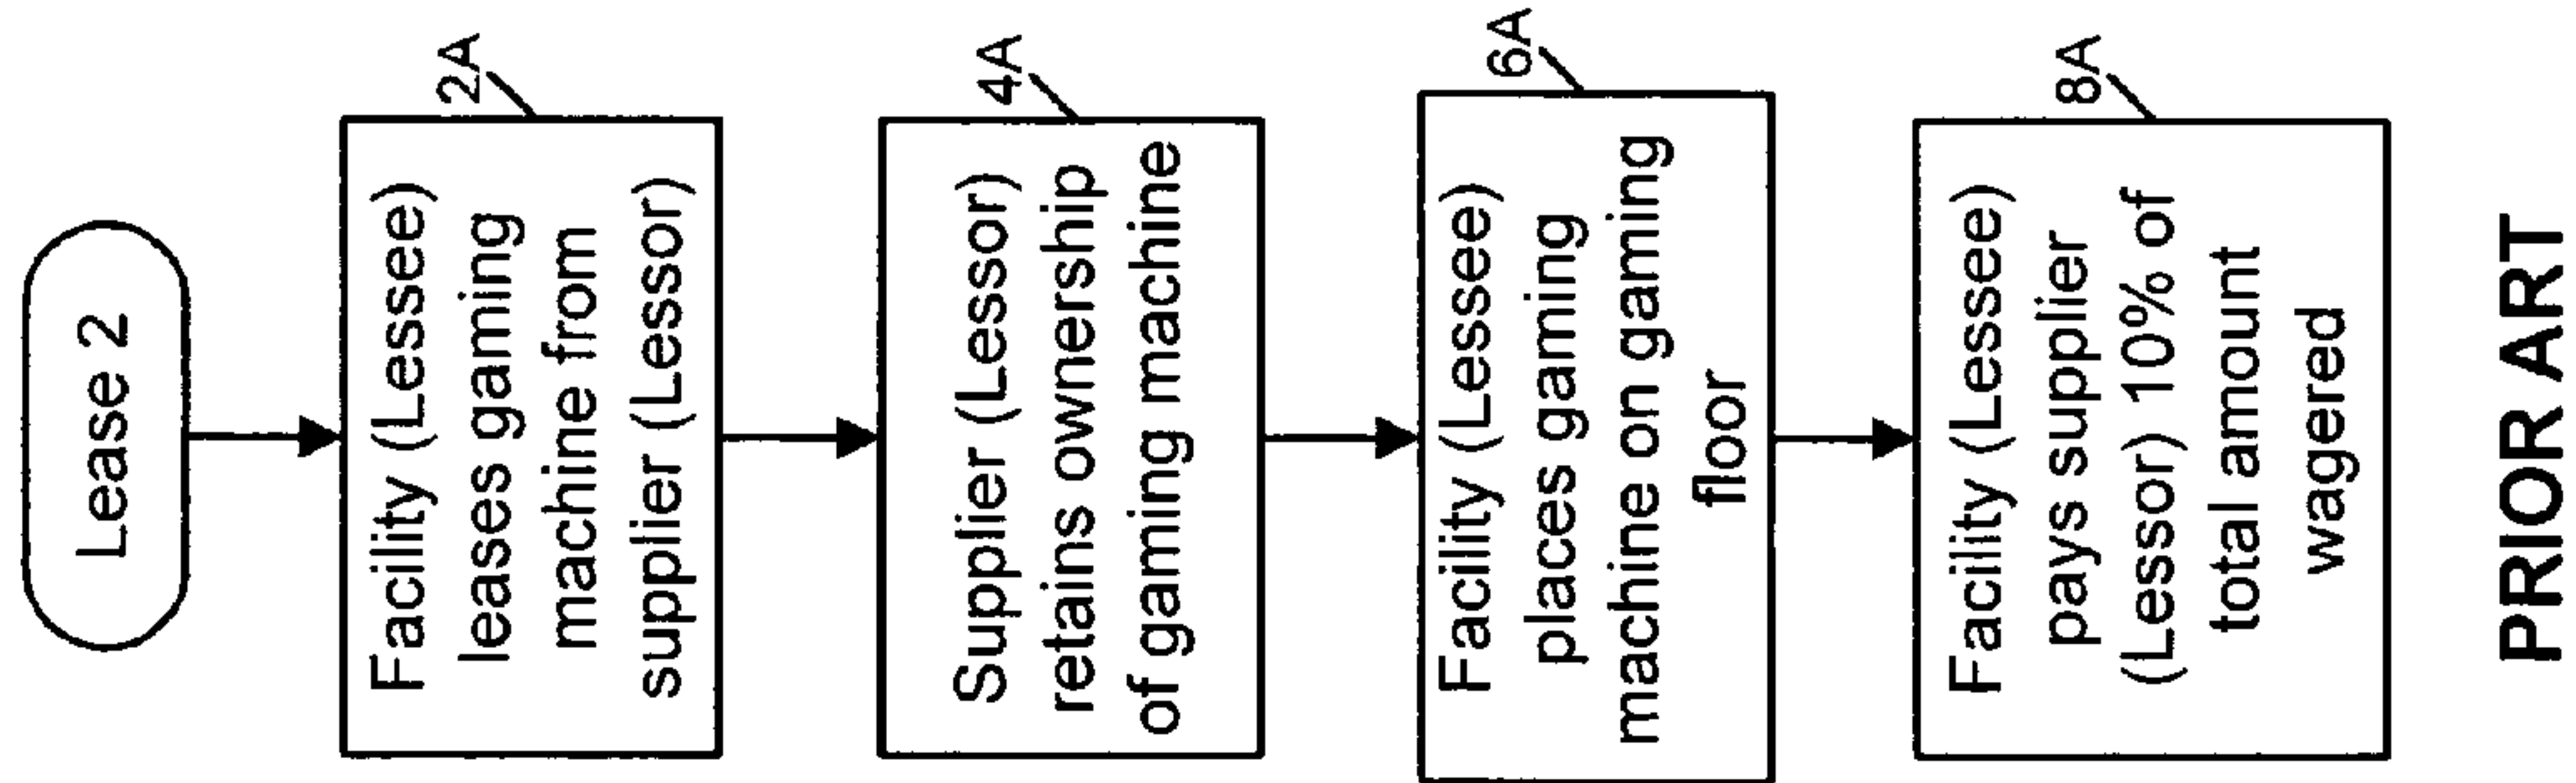 Lease 2
2A
Facility (Lessee)
leases gaming
machine from
supplier (Lessor)
4A
Supplier (Lessor)
retains ownership
of gaming machine
6A
Facility (Lessee)
places gaming
machine on gaming
floor
8A
Facility (Lessee)
pays supplier
(Lessor) 10% of
total amount
wagered
PRIOR ART